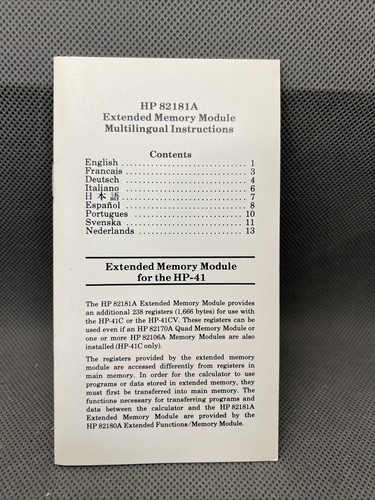 HP 82181A
Extended Memory Module
Multilingual Instructions
Contents
English ................................ 1
Francais ............................... 3
Deutsch ................................ 4
Italiano ................................ 6
日本語 ................................ 7
Español ................................ 8
Portugues .............................. 10
Svenska ................................ 11
Nederlands ............................. 13
Extended Memory Module
for the HP-41
The HP 82181A Extended Memory Module provides
an additional 238 registers (1,666 bytes) for use with
the HP-41C or the HP-41CV. These registers can be
used even if an HP 82170A Quad Memory Module or
one or more HP 82106A Memory Modules are also
installed (HP-41C only).
The registers provided by the extended memory
module are accessed differently from registers in
main memory. In order for the calculator to use
programs or data stored in extended memory, they
must first be transferred into main memory. The
functions necessary for transferring programs and
data between the calculator and the HP 82181A
Extended Memory Module are provided by the
HP 82180A Extended Functions/Memory Module.